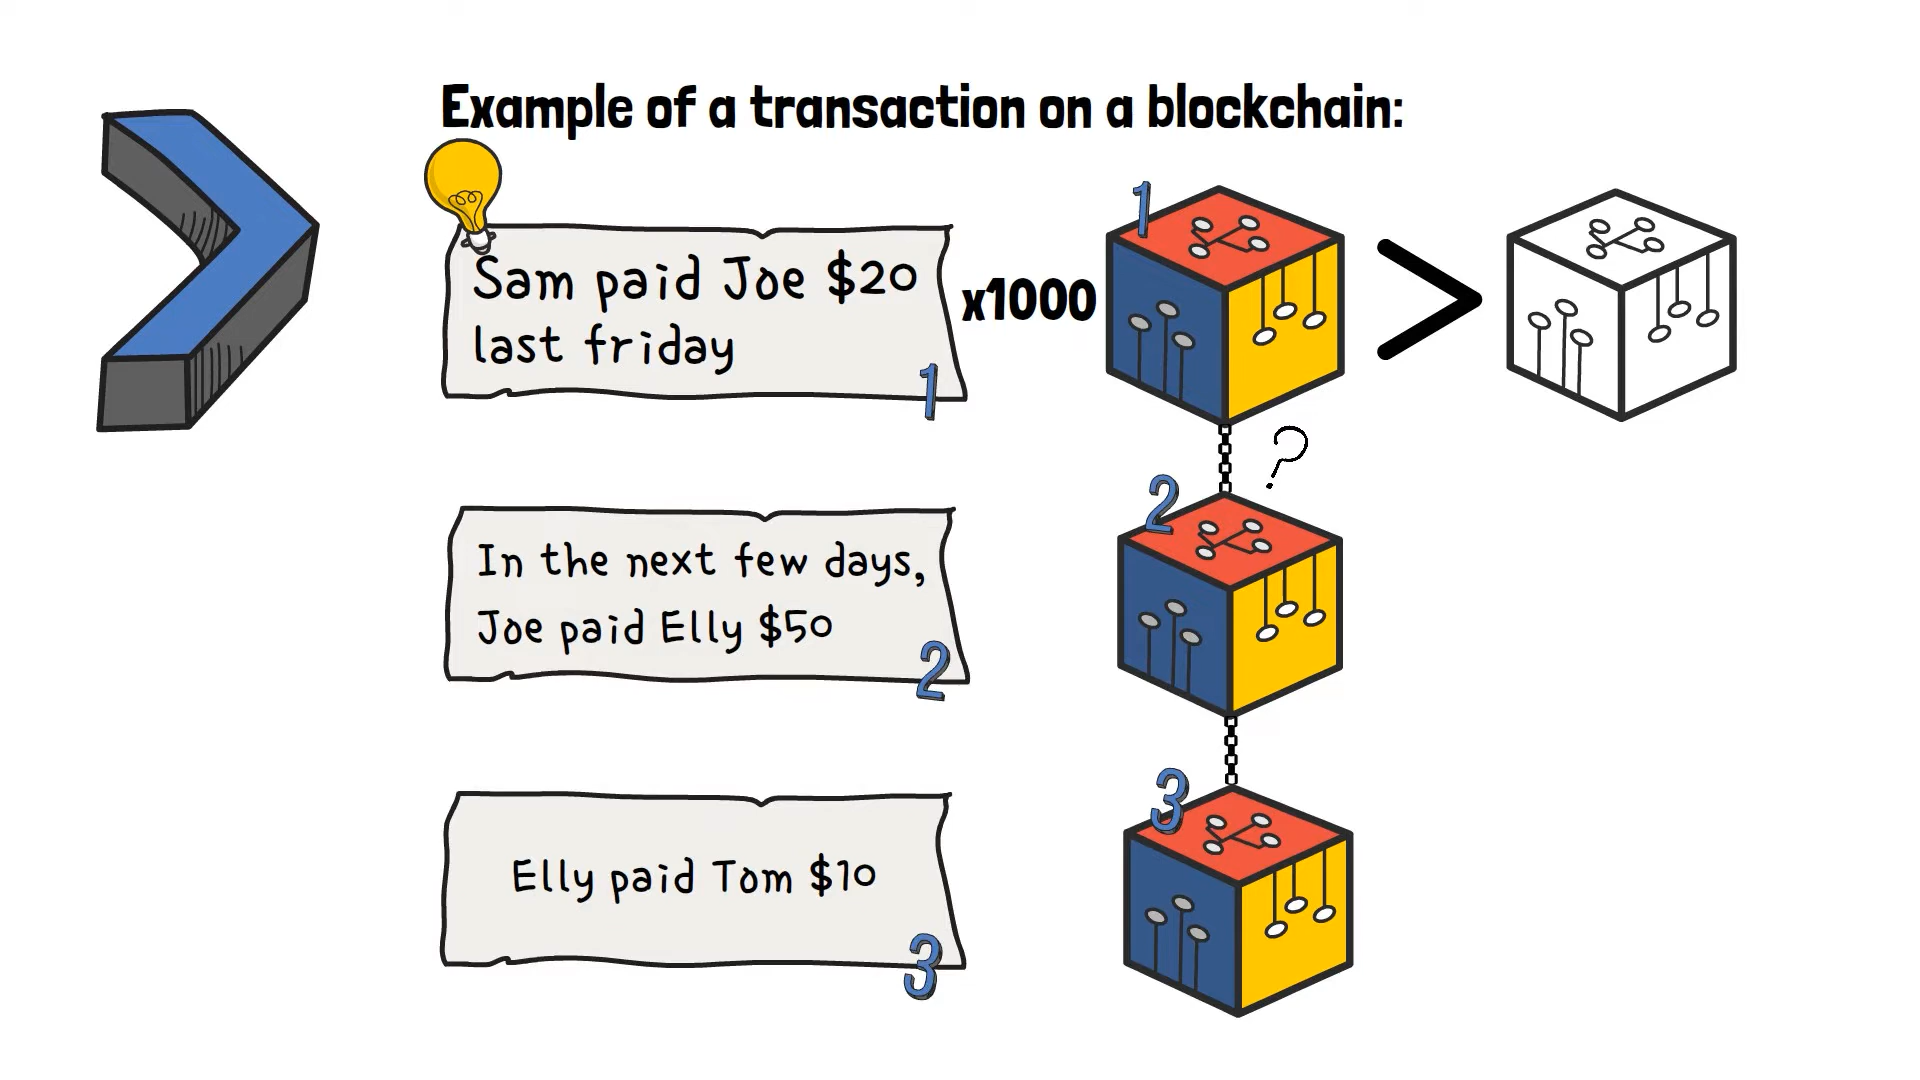 Example of a transaction on a blockchain:
Sam paid Joe $20
last friday
1
x1000
1
?
In the next few days,
Joe paid Elly $50
2
2
Elly paid Tom $10
3
3